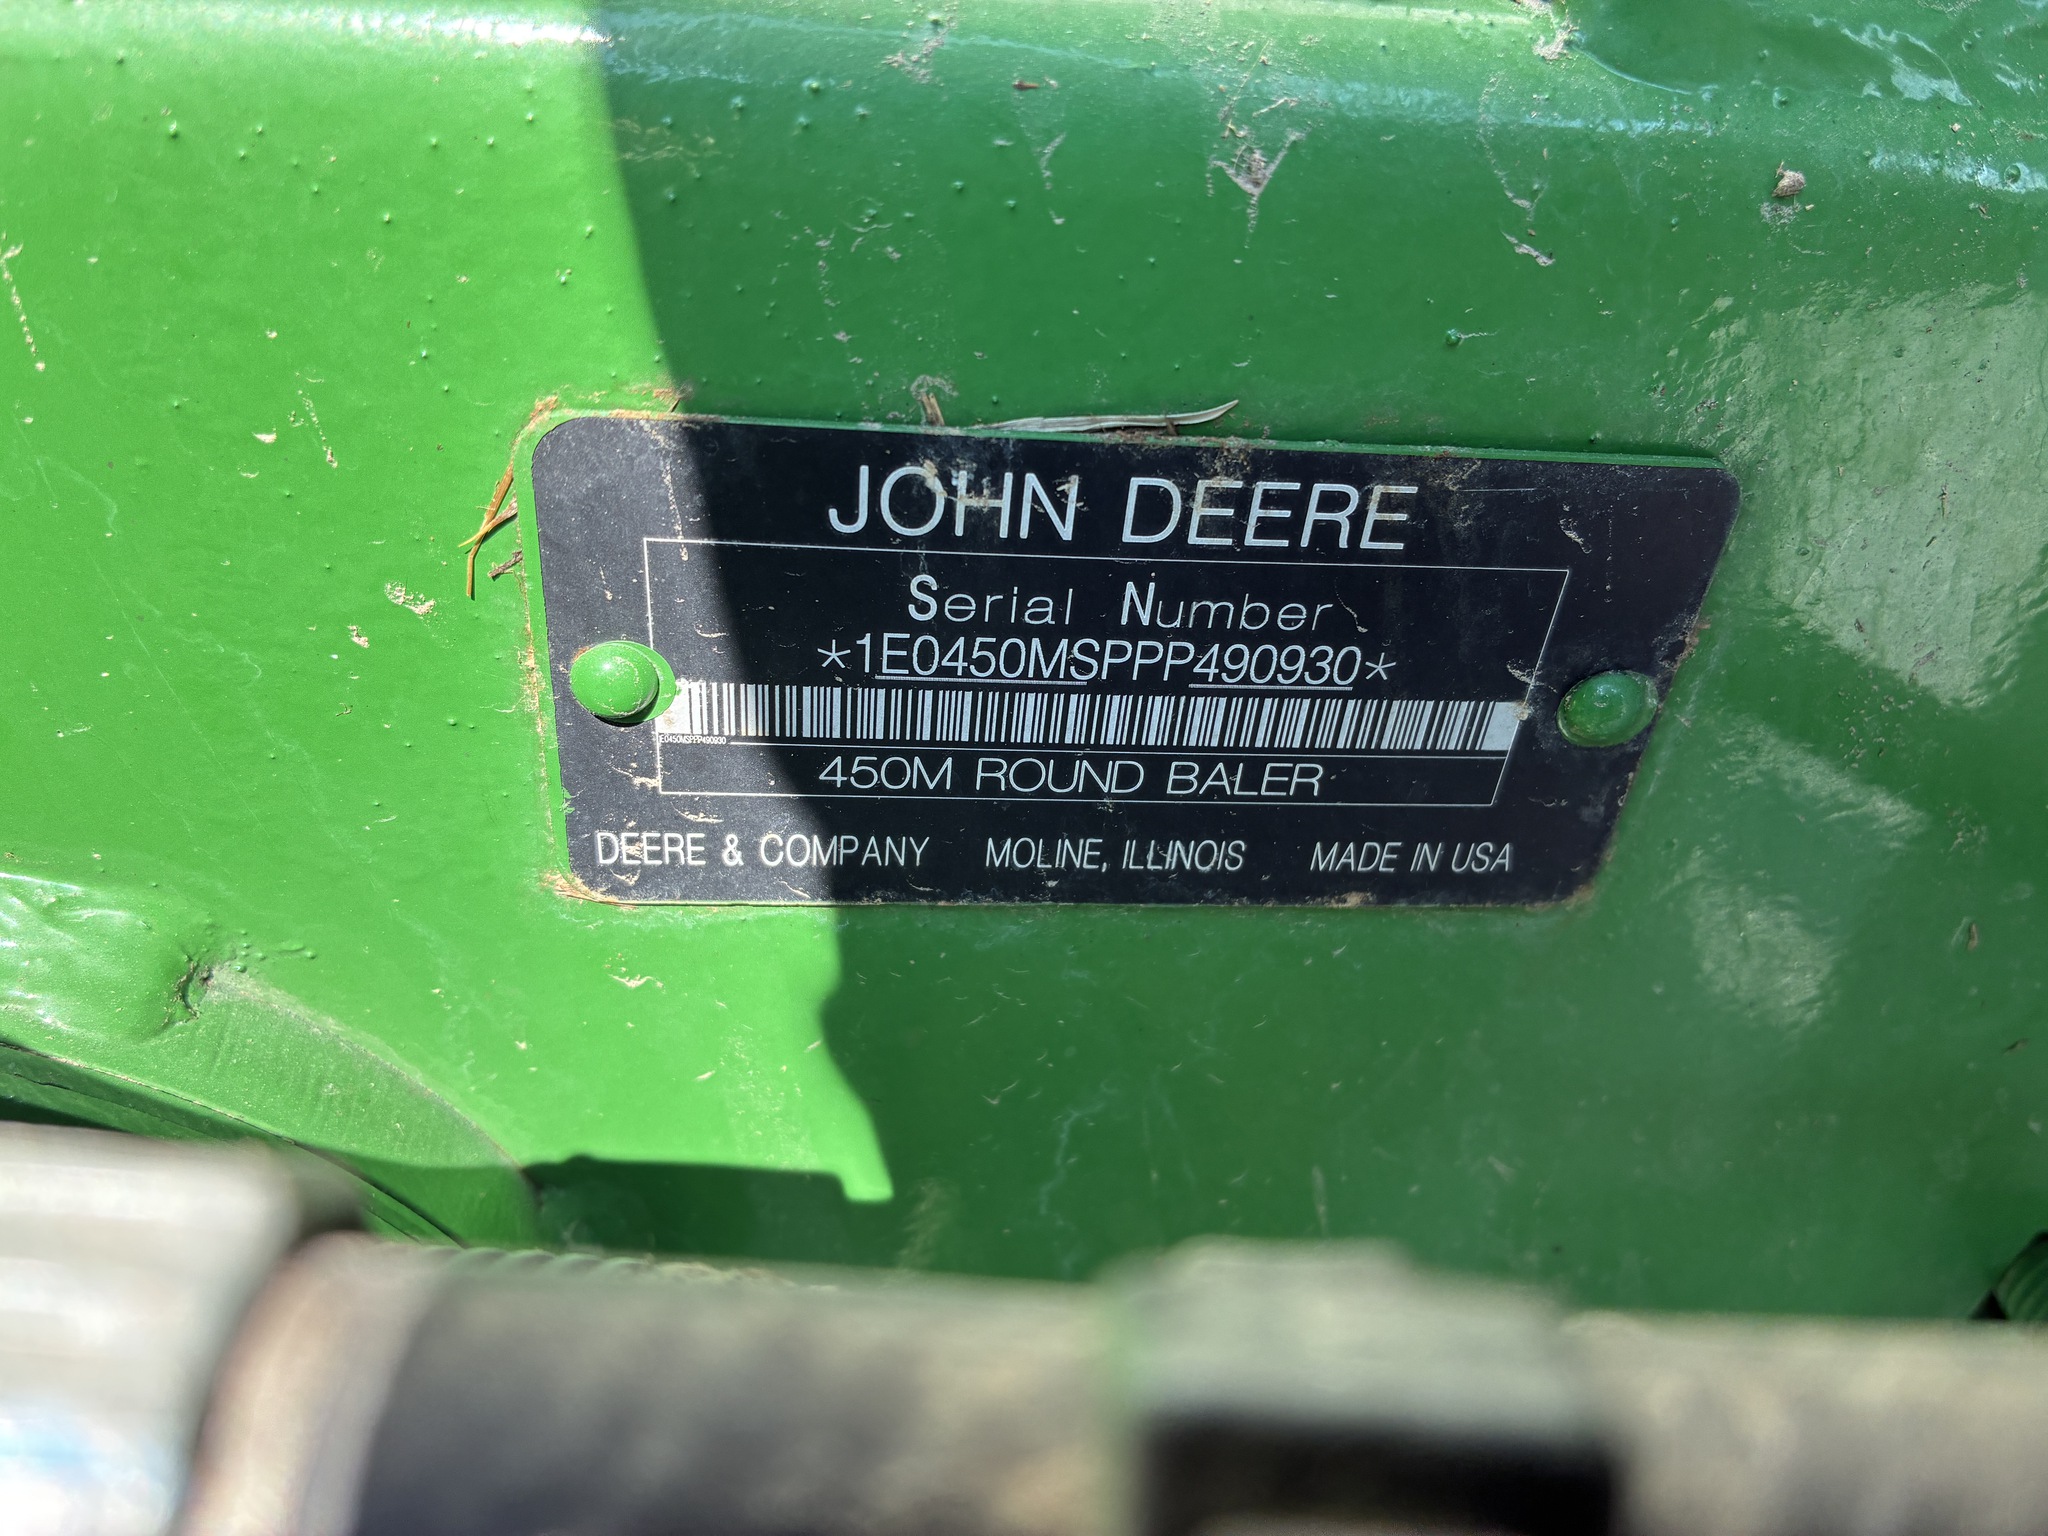 JOHN DEERE
Serial Number
*1E0450MSPPP490930*
1E0450MSPPP490930
450M ROUND BALER
DEERE & COMPANY MOLINE, ILLINOIS MADE IN USA